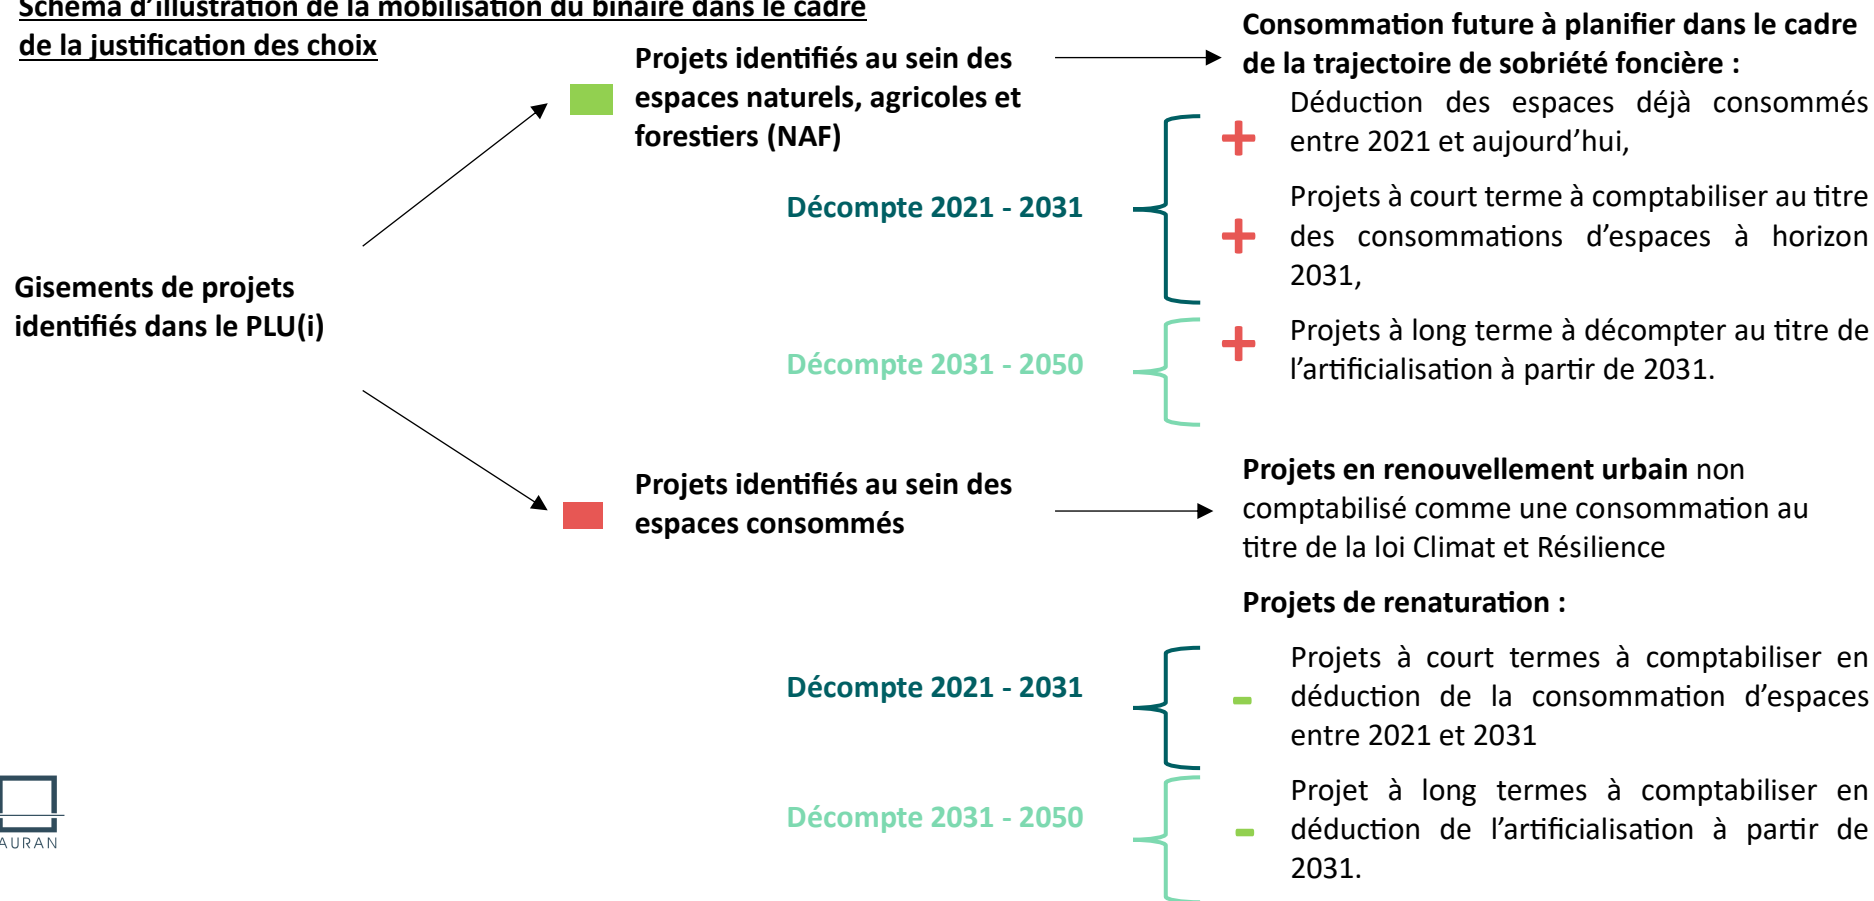 Schéma d'illustration de la mobilisation du binaire dans le cadre
de la justification des choix
Gisements de projets
identifiés dans le PLU(i)
Projets identifiés au sein des
espaces naturels, agricoles et
forestiers (NAF)
Consommation future à planifier dans le cadre
de la trajectoire de sobriété foncière :
Décompte 2021 - 2031
+
Déduction des espaces déjà consommés
entre 2021 et aujourd’hui,
+
Projets à court terme à comptabiliser au titre
des consommations d’espaces à horizon
2031,
Décompte 2031 - 2050
+
Projets à long terme à décompter au titre de
l’artificialisation à partir de 2031.
Projets identifiés au sein des
espaces consommés
Projets en renouvellement urbain non
comptabilisé comme une consommation au
titre de la loi Climat et Résilience
Projets de renaturation :
Décompte 2021 - 2031
-
Projets à court termes à comptabiliser en
déduction de la consommation d’espaces
entre 2021 et 2031
Décompte 2031 - 2050
-
Projet à long termes à comptabiliser en
déduction de l’artificialisation à partir de
2031.
AURAN